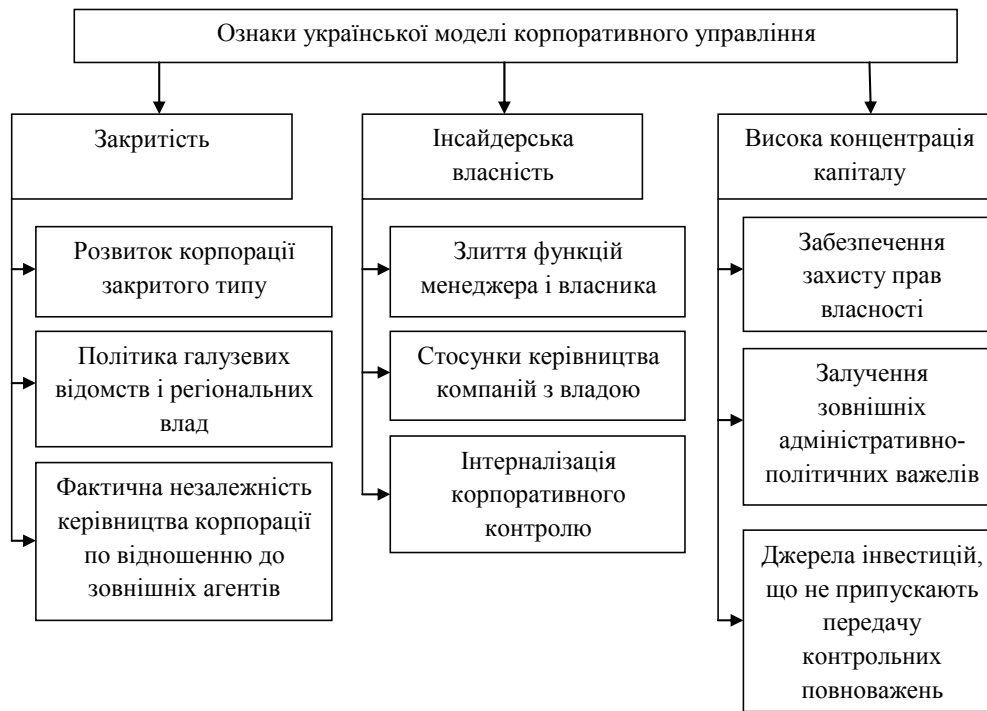 Ознаки української моделі корпоративного управління
Закритість
Розвиток корпорації
закритого типу
Політика галузевих
відомств і регіональних
влад
Фактична незалежність
керівництва корпорації
по відношенню до
зовнішніх агентів
Інсайдерська
власність
Злиття функцій
менеджера і власника
Стосунки керівництва
компаній з владою
Інтерналізація
корпоративного
контролю
Висока концентрація
капіталу
Забезпечення
захисту прав
власності
Залучення
зовнішніх
адміністративно-
політичних важелів
Джерела інвестицій,
що не припускають
передачу
контрольних
повноважень